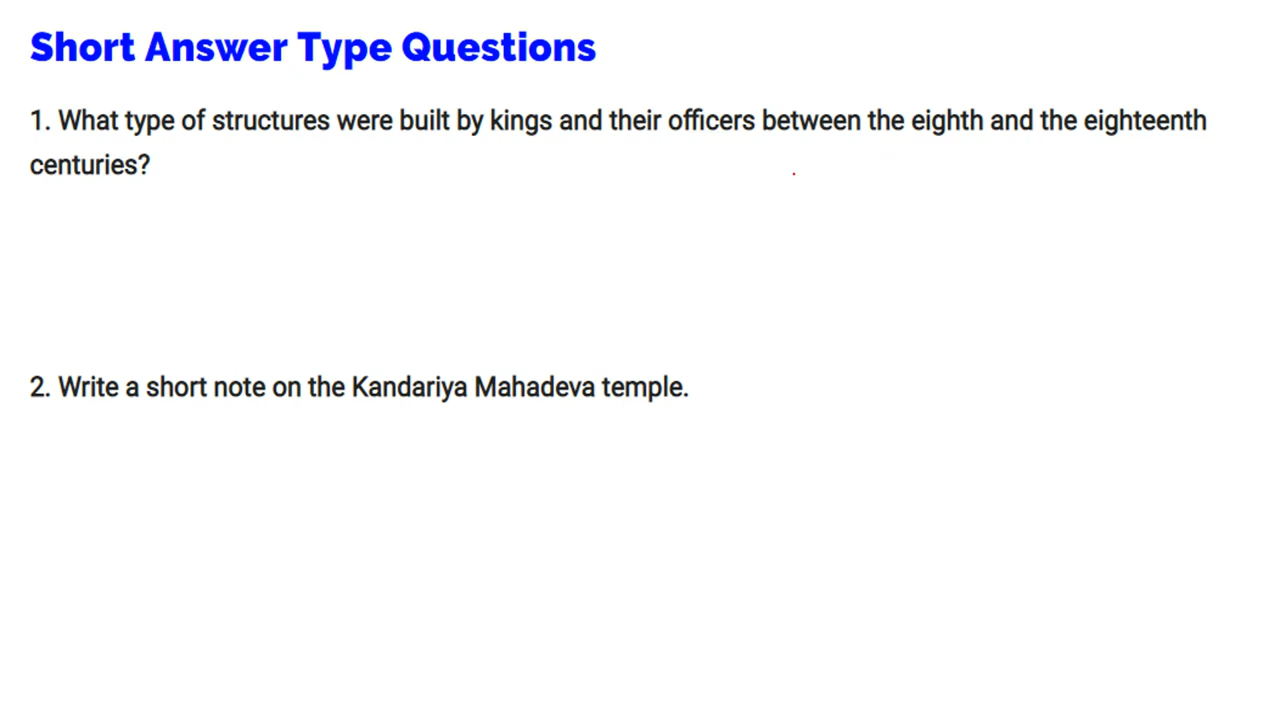 Short Answer Type Questions
1. What type of structures were built by kings and their officers between the eighth and the eighteenth
centuries?
2. Write a short note on the Kandariya Mahadeva temple.